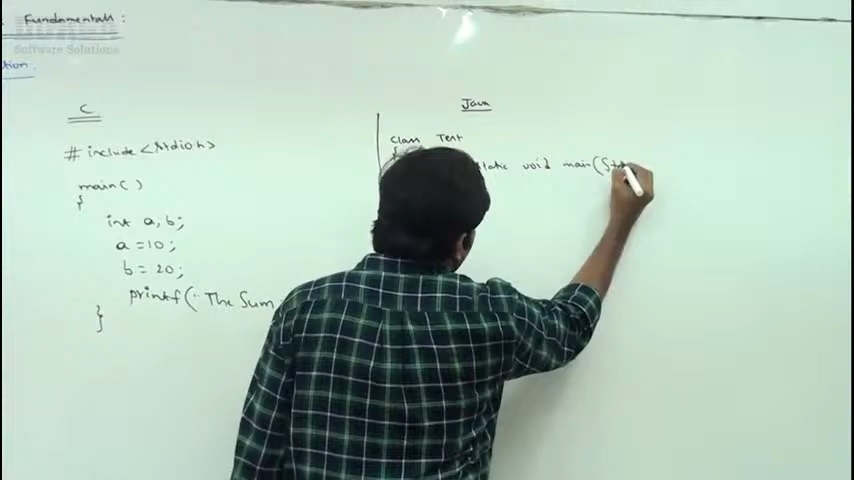 Fundamentals :
Software Solutions
tion.
C
# include <stdio.h>
main( )
{
int a, b;
a = 10 ;
b = 20 ;
printf( " The Sum
}
Java
class Test
{
static void main(St